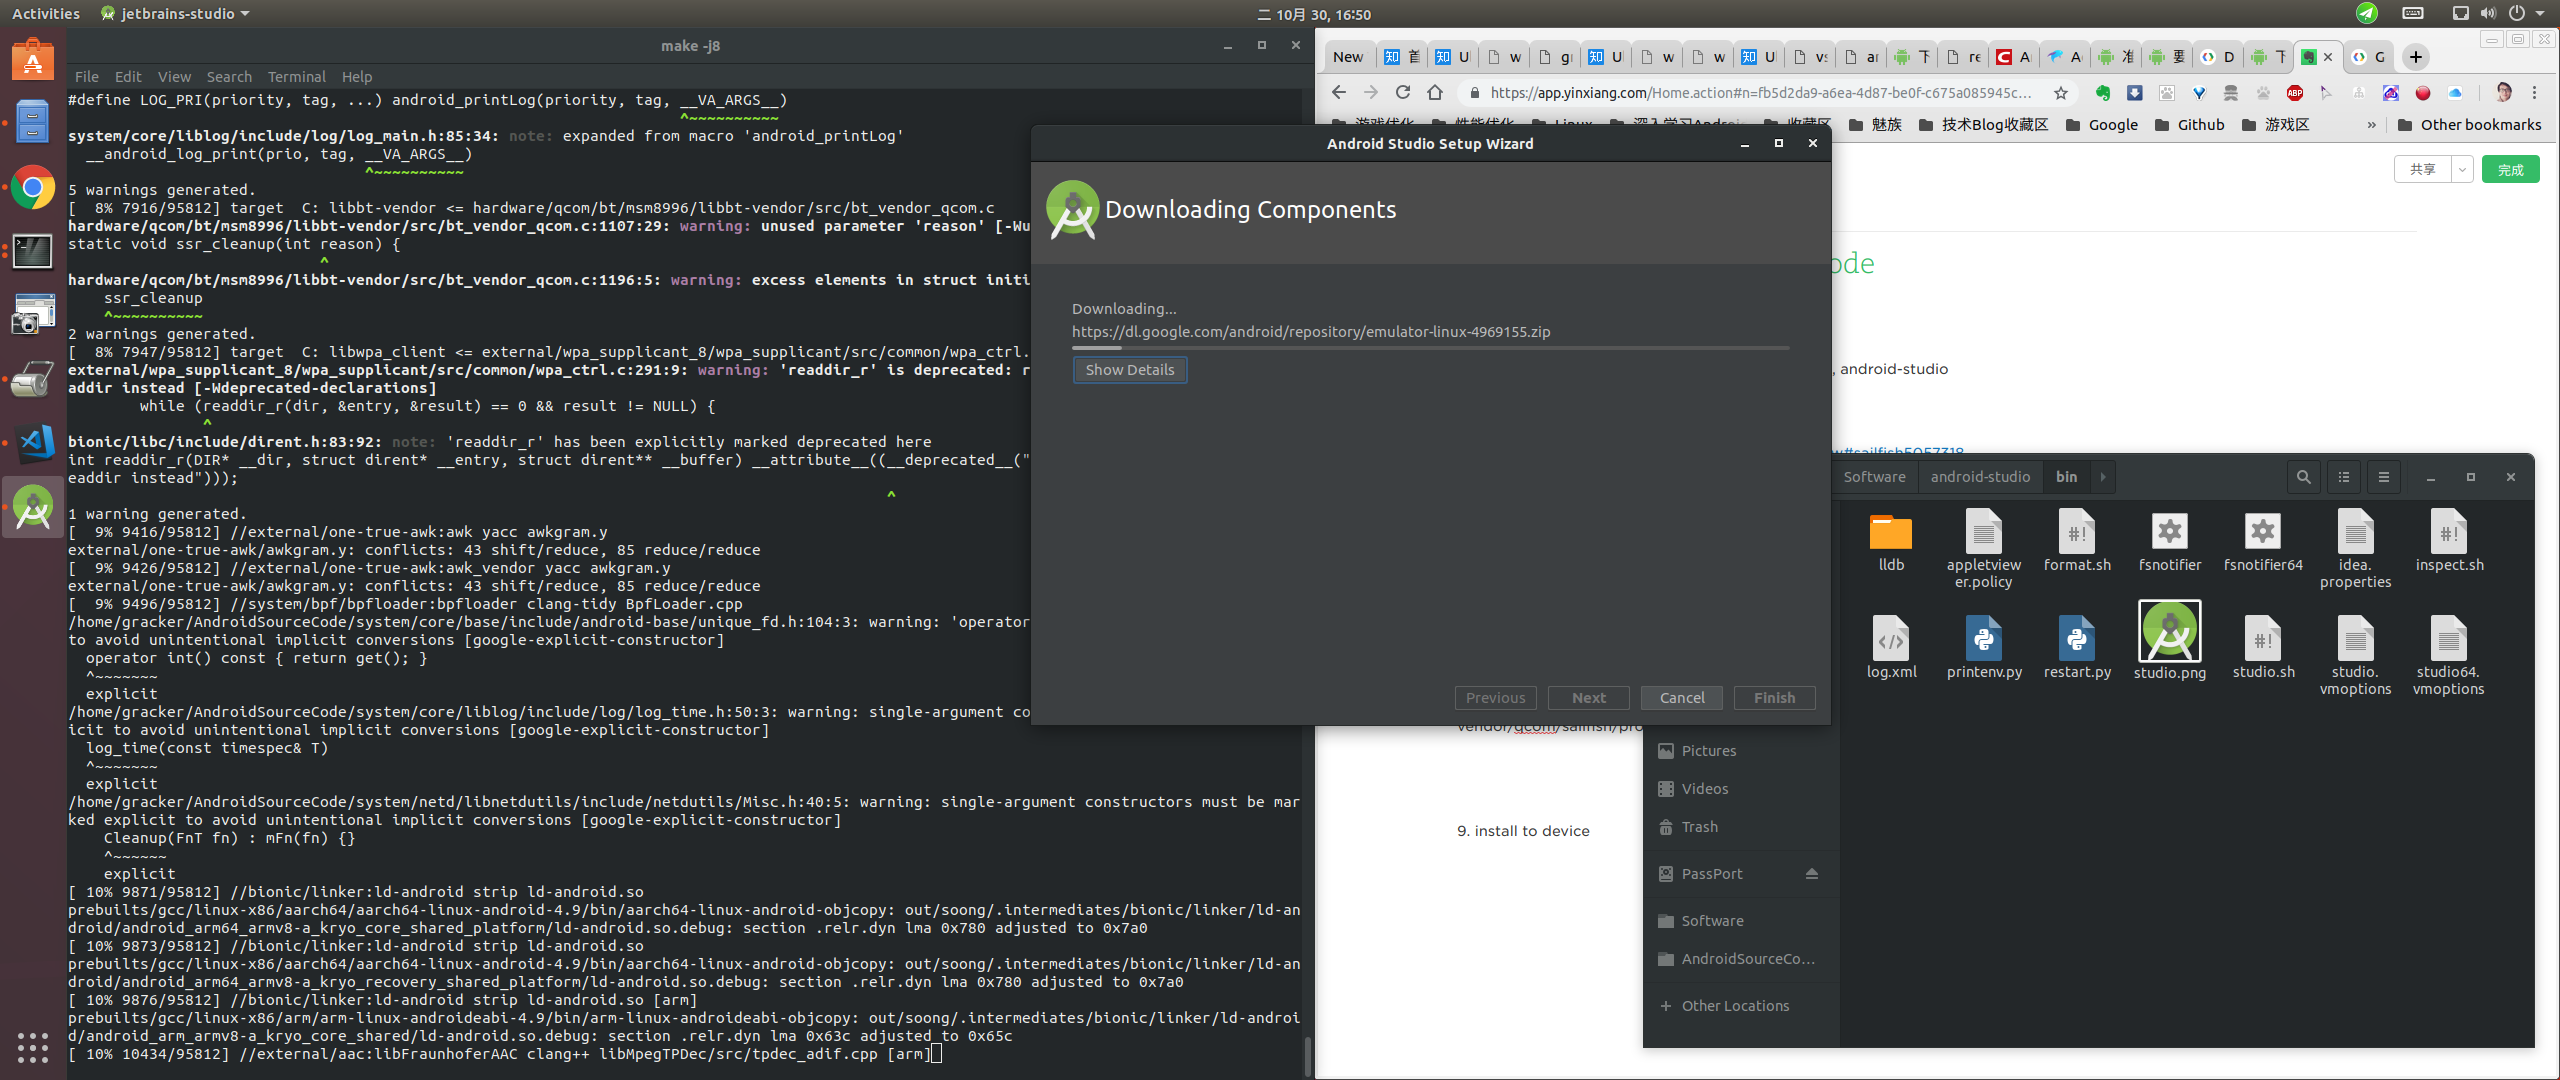 Activities
jetbrains-studio
二 10月 30, 16:50
make -j8
File Edit View Search Terminal Help
#define LOG_PRI(priority, tag, ...) android_printLog(priority, tag, __VA_ARGS__)
^~~~~~~~~~~
system/core/liblog/include/log/log_main.h:85:34: note: expanded from macro 'android_printLog'
__android_log_print(prio, tag, __VA_ARGS__)
^~~~~~~~~~~
5 warnings generated.
[  8% 7916/95812] target  C: libbt-vendor <= hardware/qcom/bt/msm8996/libbt-vendor/src/bt_vendor_qcom.c
hardware/qcom/bt/msm8996/libbt-vendor/src/bt_vendor_qcom.c:1107:29: warning: unused parameter 'reason' [-Wu
static void ssr_cleanup(int reason) {
^
hardware/qcom/bt/msm8996/libbt-vendor/src/bt_vendor_qcom.c:1196:5: warning: excess elements in struct initi
ssr_cleanup
^~~~~~~~~~~
2 warnings generated.
[  8% 7947/95812] target  C: libwpa_client <= external/wpa_supplicant_8/wpa_supplicant/src/common/wpa_ctrl.
external/wpa_supplicant_8/wpa_supplicant/src/common/wpa_ctrl.c:291:9: warning: 'readdir_r' is deprecated: r
addir instead [-Wdeprecated-declarations]
while (readdir_r(dir, &entry, &result) == 0 && result != NULL) {
^
bionic/libc/include/dirent.h:83:92: note: 'readdir_r' has been explicitly marked deprecated here
int readdir_r(DIR* __dir, struct dirent* __entry, struct dirent** __buffer) __attribute__((__deprecated__("
eaddir instead")));
^
1 warning generated.
[  9% 9416/95812] //external/one-true-awk:awk yacc awkgram.y
external/one-true-awk/awkgram.y: conflicts: 43 shift/reduce, 85 reduce/reduce
[  9% 9426/95812] //external/one-true-awk:awk_vendor yacc awkgram.y
external/one-true-awk/awkgram.y: conflicts: 43 shift/reduce, 85 reduce/reduce
[  9% 9496/95812] //system/bpf/bpfloader:bpfloader clang-tidy BpfLoader.cpp
/home/gracker/AndroidSourceCode/system/core/base/include/android-base/unique_fd.h:104:3: warning: 'operator
to avoid unintentional implicit conversions [google-explicit-constructor]
operator int() const { return get(); }
^~~~~~~~
explicit
/home/gracker/AndroidSourceCode/system/core/liblog/include/log/log_time.h:50:3: warning: single-argument co
icit to avoid unintentional implicit conversions [google-explicit-constructor]
log_time(const timespec& T)
^~~~~~~~
explicit
/home/gracker/AndroidSourceCode/system/netd/libnetdutils/include/netdutils/Misc.h:40:5: warning: single-argument constructors must be mar
ked explicit to avoid unintentional implicit conversions [google-explicit-constructor]
Cleanup(FnT fn) : mFn(fn) {}
^~~~~~~
explicit
[ 10% 9871/95812] //bionic/linker:ld-android strip ld-android.so
prebuilts/gcc/linux-x86/aarch64/aarch64-linux-android-4.9/bin/aarch64-linux-android-objcopy: out/soong/.intermediates/bionic/linker/ld-an
droid/android_arm64_armv8-a_kryo_core_shared_platform/ld-android.so.debug: section .relr.dyn lma 0x780 adjusted to 0x7a0
[ 10% 9873/95812] //bionic/linker:ld-android strip ld-android.so
prebuilts/gcc/linux-x86/aarch64/aarch64-linux-android-4.9/bin/aarch64-linux-android-objcopy: out/soong/.intermediates/bionic/linker/ld-an
droid/android_arm64_armv8-a_kryo_recovery_shared_platform/ld-android.so.debug: section .relr.dyn lma 0x780 adjusted to 0x7a0
[ 10% 9876/95812] //bionic/linker:ld-android strip ld-android.so [arm]
prebuilts/gcc/linux-x86/arm/arm-linux-androideabi-4.9/bin/arm-linux-androideabi-objcopy: out/soong/.intermediates/bionic/linker/ld-androi
d/android_arm_armv8-a_kryo_core_shared/ld-android.so.debug: section .relr.dyn lma 0x63c adjusted to 0x65c
[ 10% 10434/95812] //external/aac:libFraunhoferAAC clang++ libMpegTPDec/src/tpdec_adif.cpp [arm]
Android Studio Setup Wizard
Downloading Components
Downloading...
https://dl.google.com/android/repository/emulator-linux-4969155.zip
Show Details
Previous Next Cancel Finish
New 知 首 知 U w g 知 U w w 知 U vs a 下 re A A 准 要 D 下 G
https://app.yinxiang.com/Home.action#n=fb5d2da9-a6ea-4d87-be0f-c675a085945c...
ABP
魅族 技术Blog收藏区 Google Github 游戏区 » Other bookmarks
共享 完成
ode
, android-studio
w#sailfish5057318
vendor/qcom/sailfish/pro
9. install to device
Software android-studio bin
lldb
appletviewer.policy
format.sh
fsnotifier
fsnotifier64
idea.properties
inspect.sh
log.xml
printenv.py
restart.py
studio.png
studio.sh
studio.vmoptions
studio64.vmoptions
Pictures
Videos
Trash
PassPort
Software
AndroidSourceCo...
Other Locations